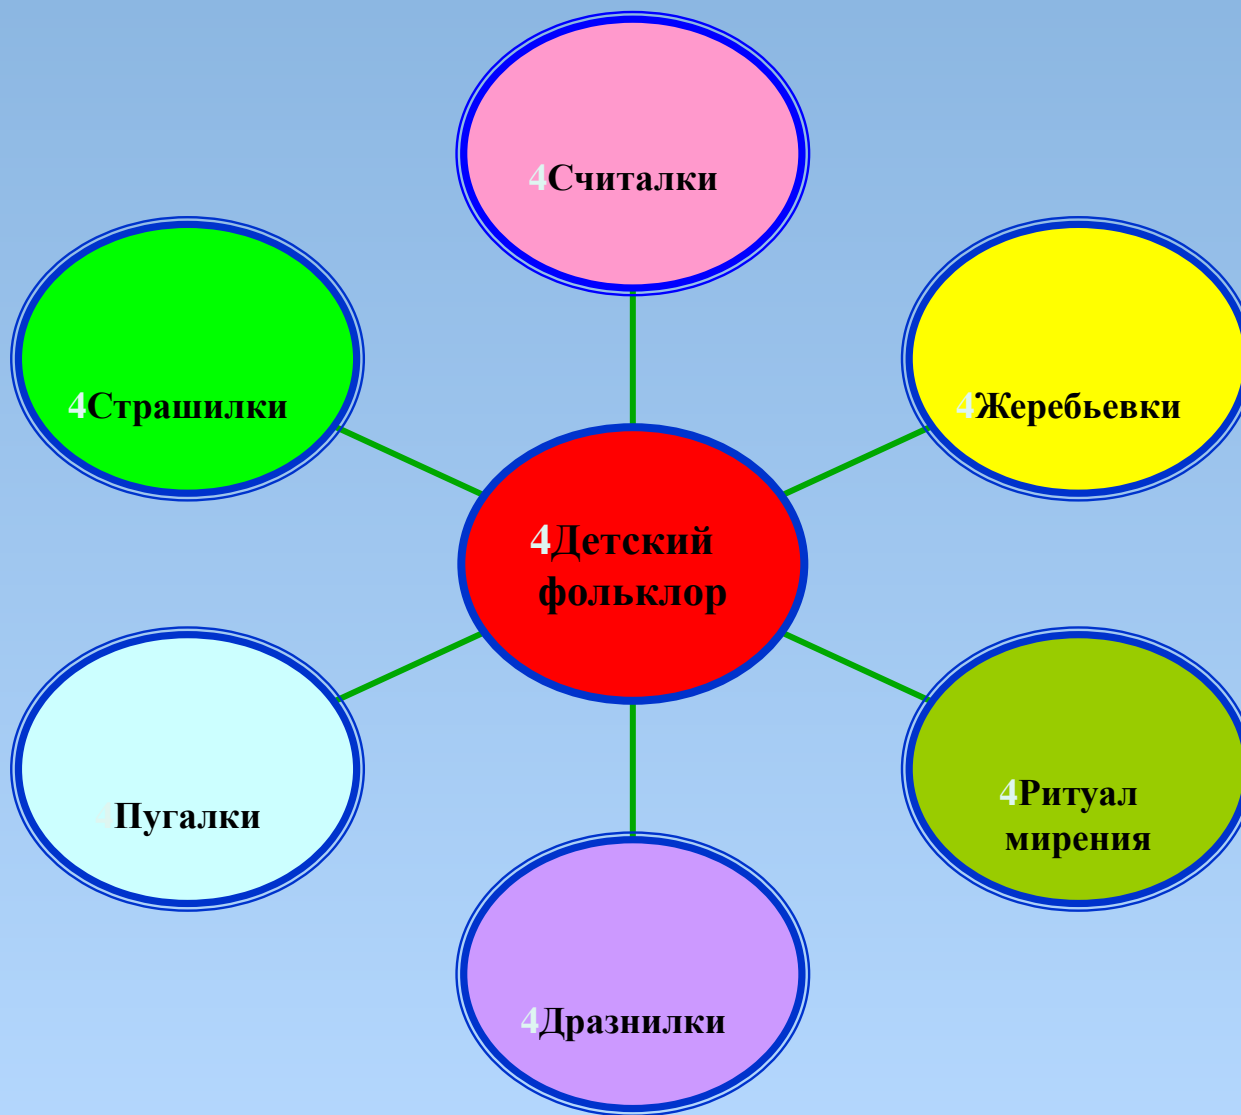 4Считалки
4Страшилки
4Жеребьевки
4Детский
фольклор
4Пугалки
4Ритуал
мирения
4Дразнилки